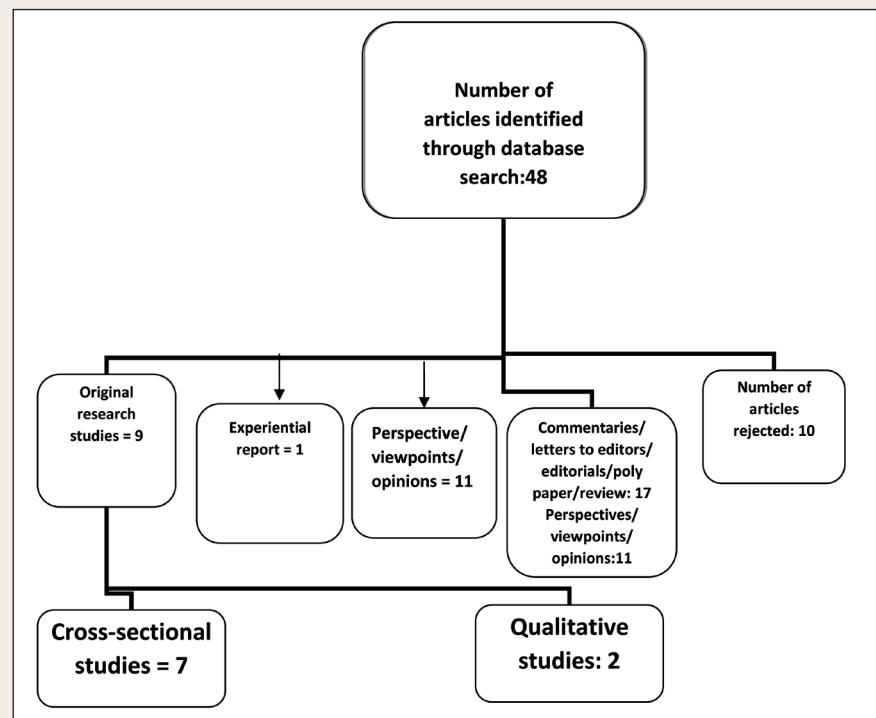 Number of
articles identified
through database
search:48
Original
research
studies = 9
Experiential
report = 1
Perspective/
viewpoints/
opinions = 11
Commentaries/
letters to editors/
editorials/poly
paper/review: 17
Perspectives/
viewpoints/
opinions:11
Number of
articles
rejected: 10
Cross-sectional
studies = 7
Qualitative
studies: 2